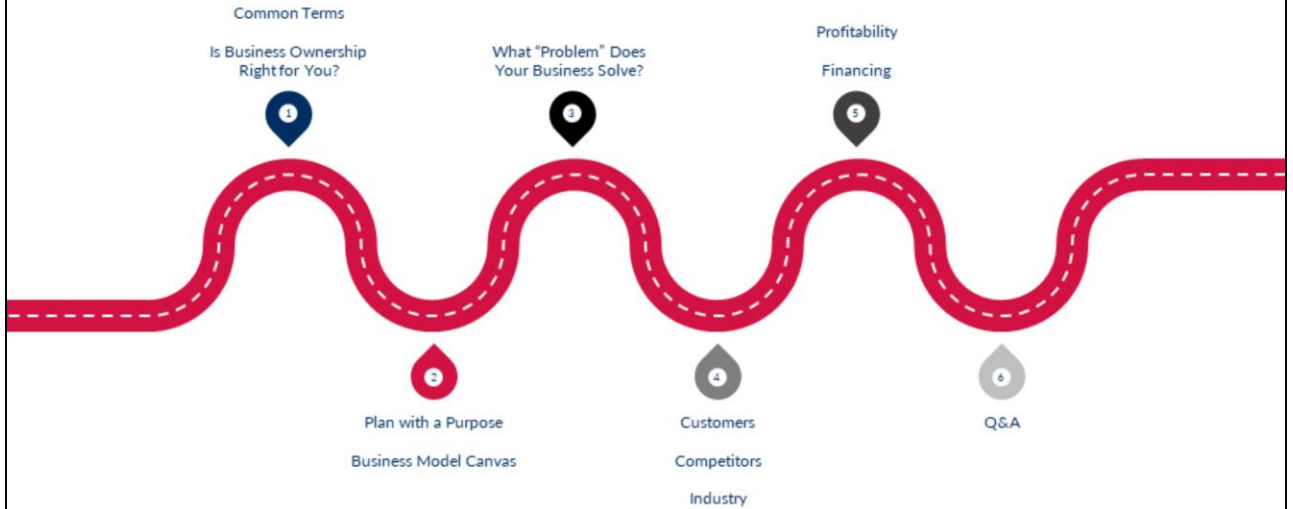 Common Terms
Is Business Ownership
Right for You?
1
What “Problem” Does
Your Business Solve?
3
Profitability
Financing
5
2
Plan with a Purpose
Business Model Canvas
4
Customers
Competitors
Industry
6
Q&A